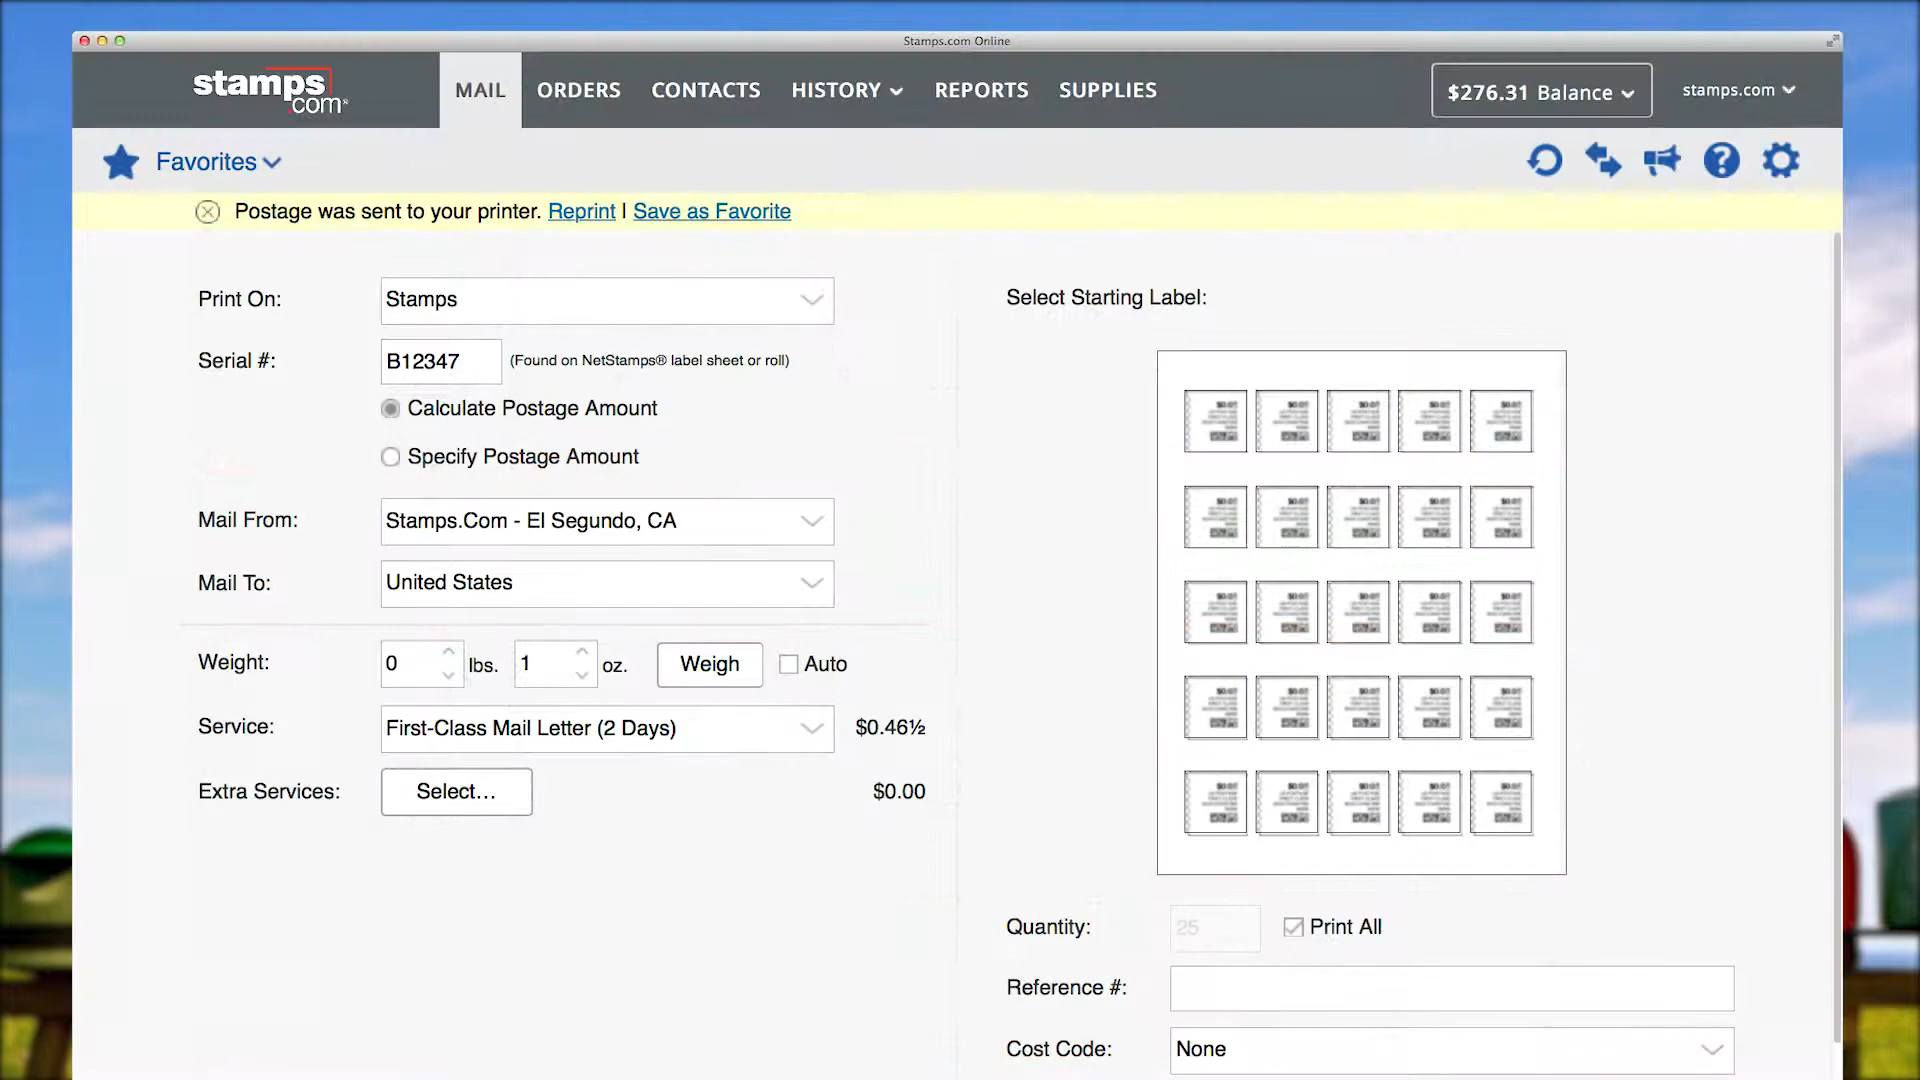 Stamps.com Online
stamps.com®
MAIL ORDERS CONTACTS HISTORY REPORTS SUPPLIES
$276.31 Balance
stamps.com
Favorites
Postage was sent to your printer. Reprint | Save as Favorite
Print On: Stamps
Serial #: B12347 (Found on NetStamps® label sheet or roll)
Calculate Postage Amount
Specify Postage Amount
Mail From: Stamps.Com - El Segundo, CA
Mail To: United States
Weight: 0 lbs. 1 oz. Weigh Auto
Service: First-Class Mail Letter (2 Days) $0.46½
Extra Services: Select... $0.00
Select Starting Label:
Quantity: 25 Print All
Reference #:
Cost Code: None